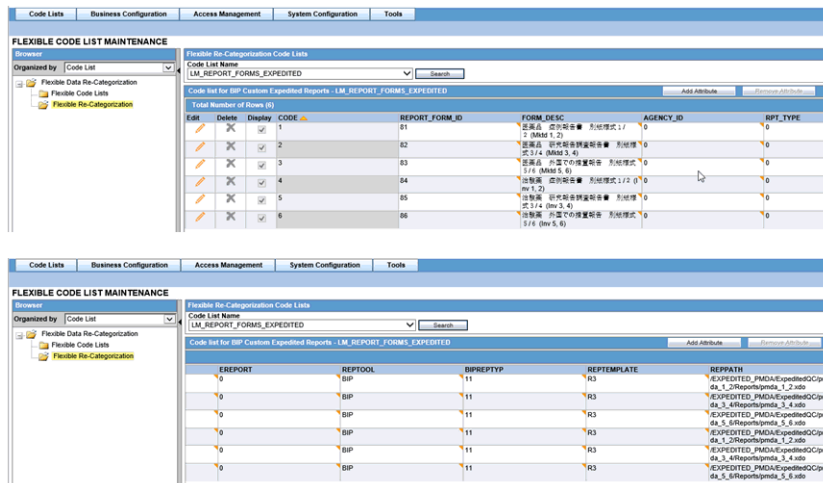 Code Lists Business Configuration Access Management System Configuration Tools
FLEXIBLE CODE LIST MAINTENANCE
Browser
Organized by Code List
Flexible Data Re-Categorization
Flexible Code Lists
Flexible Re-Categorization
Flexible Re-Categorization Code Lists
Code List Name
LM_REPORT_FORMS_EXPEDITED Search
Code list for BIP Custom Expedited Reports - LM_REPORT_FORMS_EXPEDITED Add Attribute Remove Attribute
Total Number of Rows (6)
Edit Delete Display CODE REPORT_FORM_ID FORM_DESC AGENCY_ID RPT_TYPE
1 81 医薬品 症例報告書 別紙様式1/ 0 0
2 (Mktd 1, 2)
2 82 医薬品 研究報告調査報告書 別紙様 0 0
式3/4 (Mktd 3, 4)
3 83 医薬品 外国での措置報告 別紙様式 0 0
5/6 (Mktd 5, 6)
4 84 治験薬 症例報告書 別紙様式1/2 (I 0 0
nv 1, 2)
5 85 治験薬 研究報告調査報告書 別紙様 0 0
式3/4 (Inv 3, 4)
6 86 治験薬 外国での措置報告 別紙様式 0 0
5/6 (Inv 5, 6)
Code Lists Business Configuration Access Management System Configuration Tools
FLEXIBLE CODE LIST MAINTENANCE
Browser
Organized by Code List
Flexible Data Re-Categorization
Flexible Code Lists
Flexible Re-Categorization
Flexible Re-Categorization Code Lists
Code List Name
LM_REPORT_FORMS_EXPEDITED Search
Code list for BIP Custom Expedited Reports - LM_REPORT_FORMS_EXPEDITED Add Attribute Remove Attribute
EREPORT REPTOOL BIPREPTYP REPTEMPLATE REPPATH
0 BIP 11 R3 /EXPEDITED_PMDA/ExpeditedQC/p
da_1_2/Reports/pmda_1_2.xdo
0 BIP 11 R3 /EXPEDITED_PMDA/ExpeditedQC/p
da_3_4/Reports/pmda_3_4.xdo
0 BIP 11 R3 /EXPEDITED_PMDA/ExpeditedQC/p
da_5_6/Reports/pmda_5_6.xdo
0 BIP 11 R3 /EXPEDITED_PMDA/ExpeditedQC/p
da_1_2/Reports/pmda_1_2.xdo
0 BIP 11 R3 /EXPEDITED_PMDA/ExpeditedQC/p
da_3_4/Reports/pmda_3_4.xdo
0 BIP 11 R3 /EXPEDITED_PMDA/ExpeditedQC/p
da_5_6/Reports/pmda_5_6.xdo